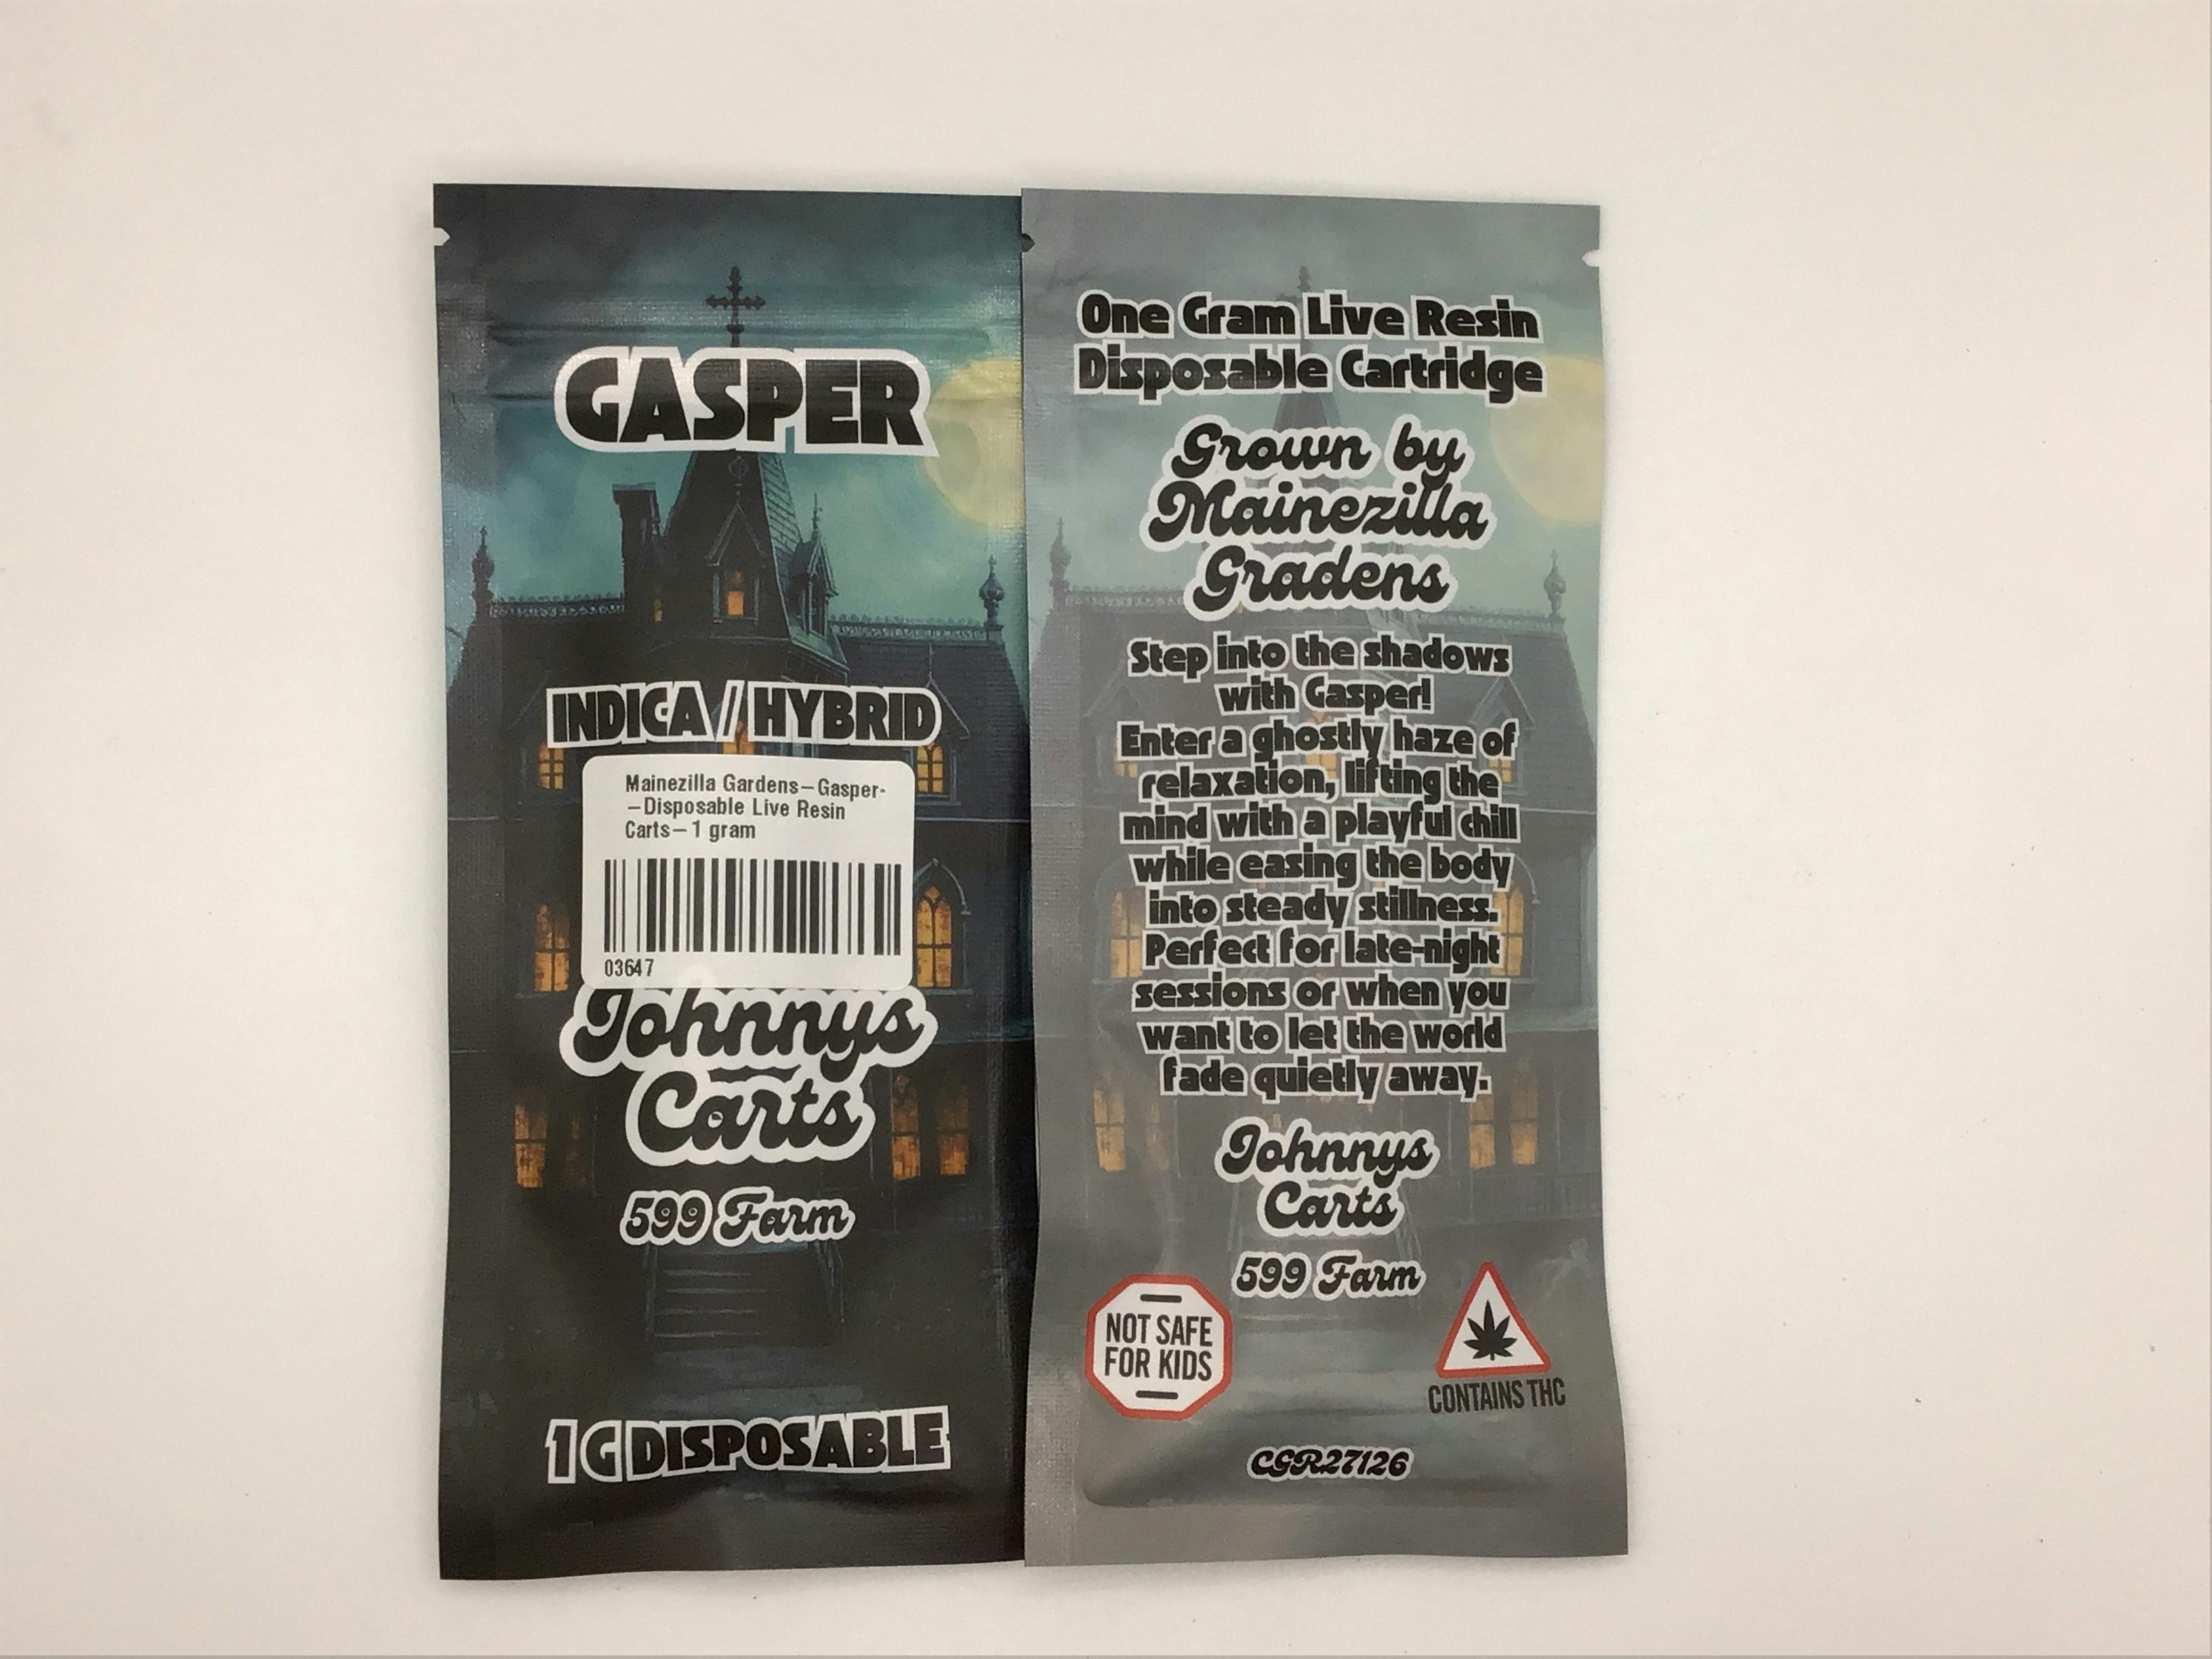 GASPER
INDICA / HYBRID
Mainezilla Gardens—Gasper-
—Disposable Live Resin
Carts—1 gram
03647
Johnnys
Carts
599 Farm
1G DISPOSABLE
One Gram Live Resin
Disposable Cartridge
Grown by
Mainezilla
Gradens
Step into the shadows
with Gasper!
Enter a ghostly haze of
relaxation, lifting the
mind with a playful chill
while easing the body
into steady stillness.
Perfect for late-night
sessions or when you
want to let the world
fade quietly away.
Johnnys
Carts
599 Farm
NOT SAFE
FOR KIDS
CONTAINS THC
CGR27126